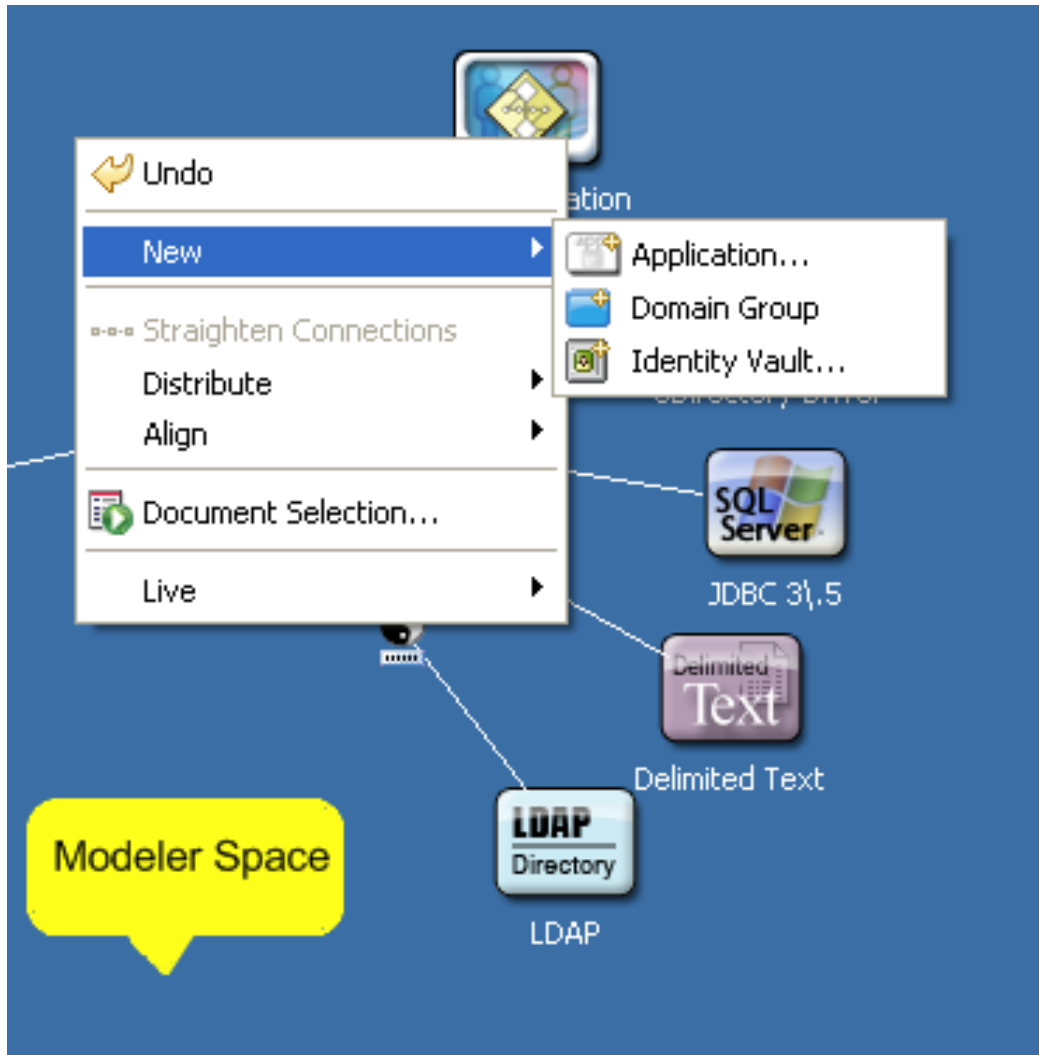 ation
Undo
New
Application...
Domain Group
Identity Vault...
Straighten Connections
Distribute
Align
Document Selection...
Live
SQL
Server
JDBC 3\.5
Delimited
Text
Delimited Text
LDAP
Directory
LDAP
Modeler Space